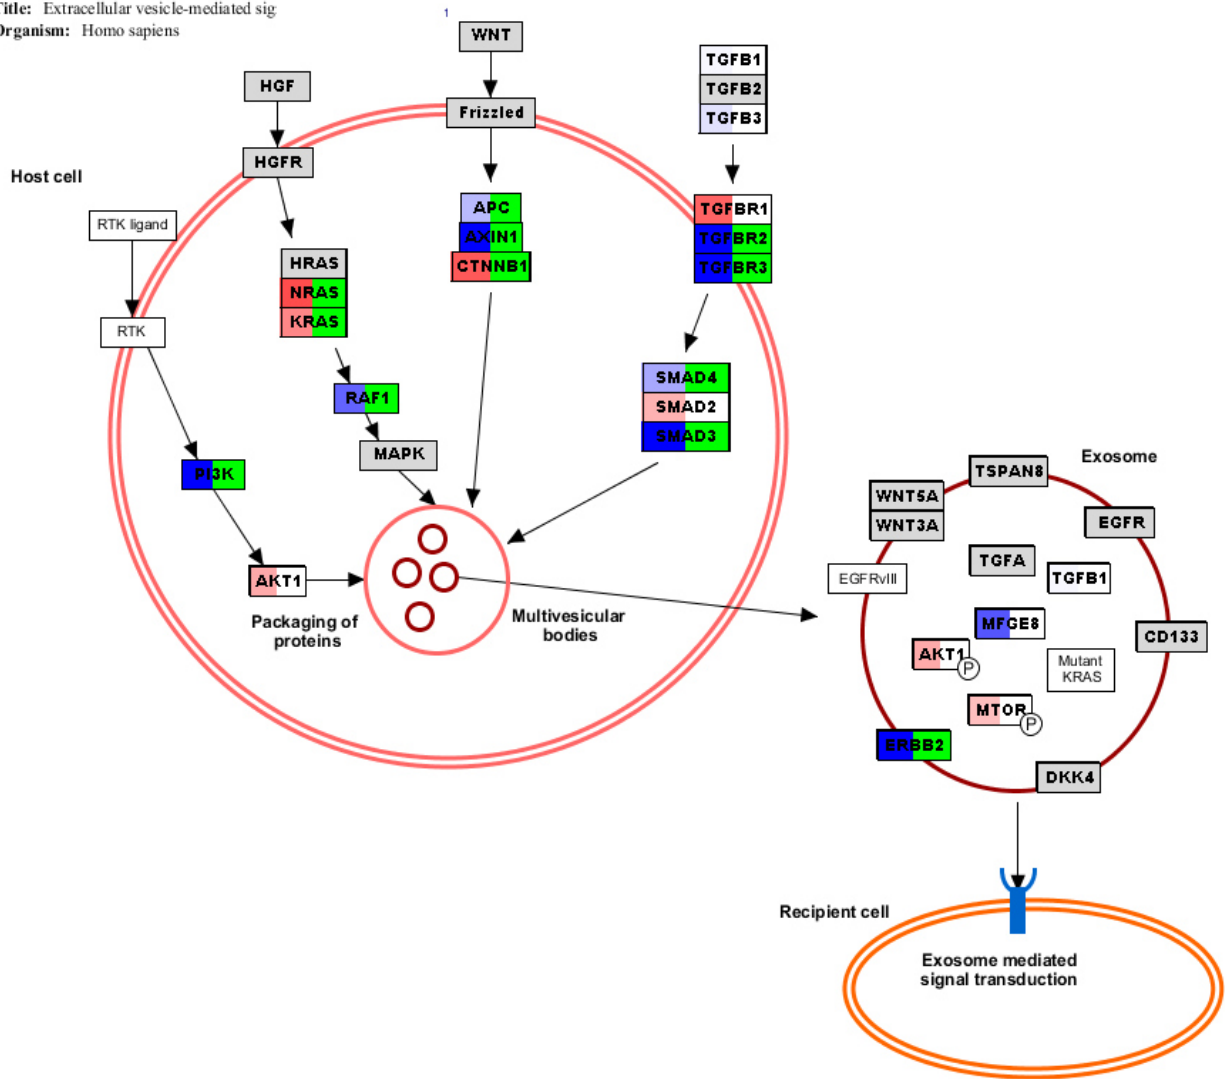 Title: Extracellular vesicle-mediated sig
Organism: Homo sapiens
1
WNT
HGF
Frizzled
HGFR
TGFB1
TGFB2
TGFB3
Host cell
RTK ligand
RTK
HRAS
NRAS
KRAS
APC
AXIN1
CTNNB1
TGFBR1
TGFBR2
TGFBR3
RAF1
MAPK
SMAD4
SMAD2
SMAD3
PI3K
AKT1
Packaging of
proteins
Multivesicular
bodies
Exosome
TSPAN8
WNT5A
WNT3A
EGFR
EGFRvIII
TGFA
TGFB1
MFGE8
CD133
AKT1
P
Mutant
KRAS
MTOR
P
ERBB2
DKK4
Recipient cell
Exosome mediated
signal transduction